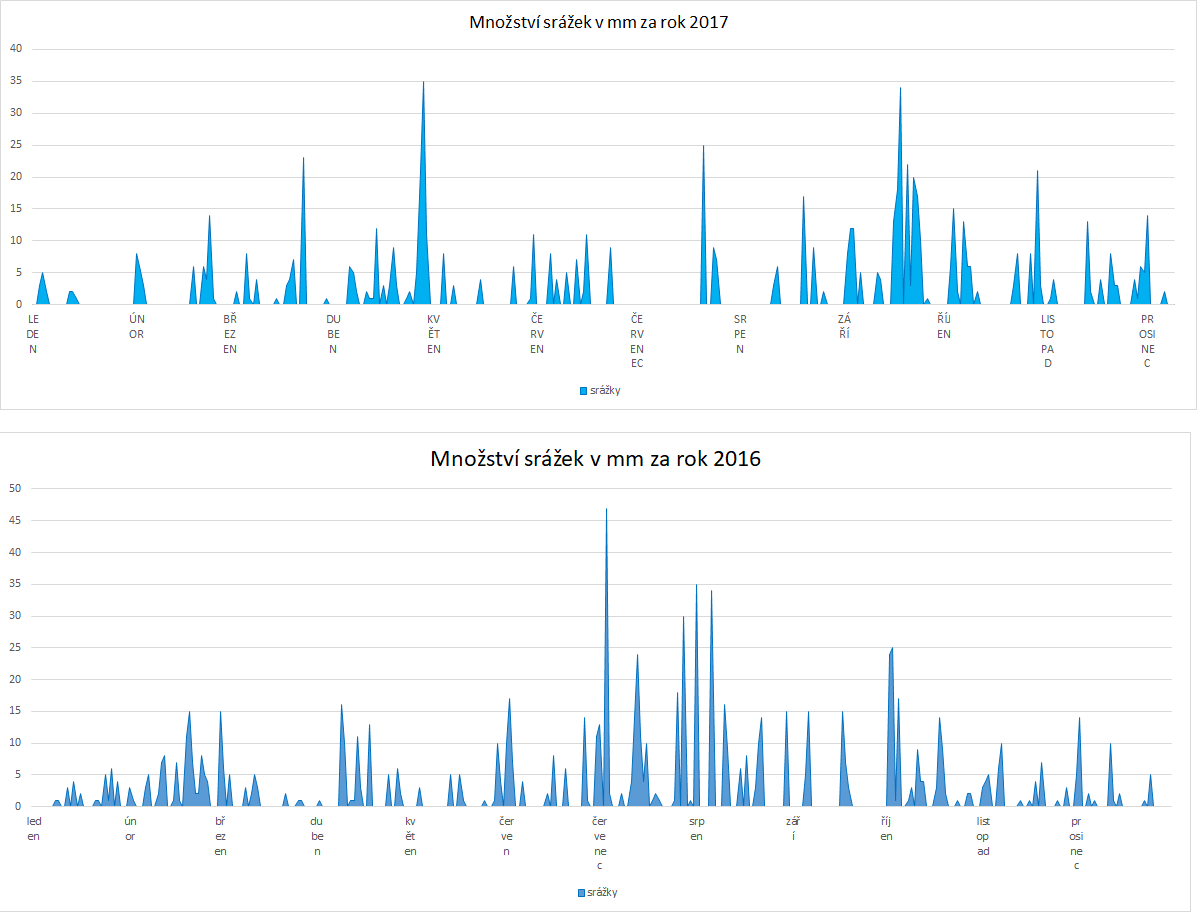 Množství srážek v mm za rok 2017
40
35
30
25
20
15
10
5
0
LE
DE
N
ÚN
OR
BŘ
EZ
EN
DU
BE
N
KV
ĚT
EN
ČE
RV
EN
ČE
RV
EN
EC
SR
PE
N
ZÁ
ŘÍ
ŘÍJ
EN
LIS
TO
PA
D
PR
OSI
NE
C
srážky
Množství srážek v mm za rok 2016
50
45
40
35
30
25
20
15
10
5
0
led
en
ún
or
bř
ez
en
du
be
n
kv
ět
en
čer
ve
n
čer
ve
ne
c
srp
en
zář
í
říj
en
list
op
ad
pr
osi
ne
c
srážky